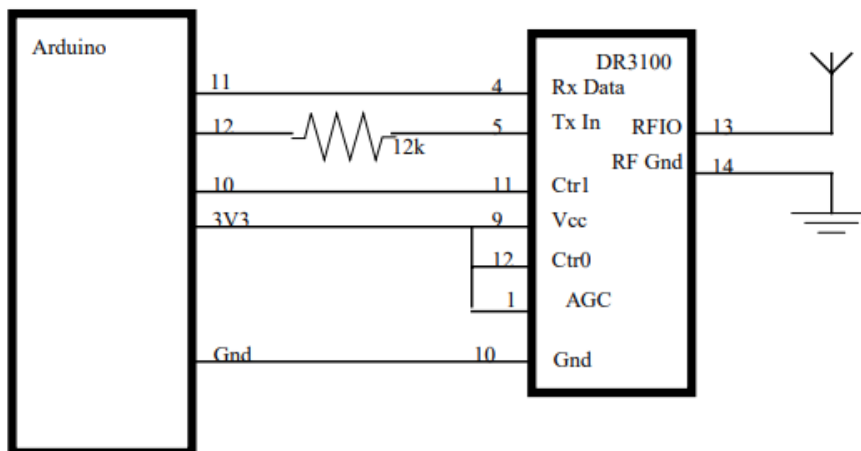 Arduino
DR3100
11 4 Rx Data
12 12k 5 Tx In
RFIO 13
RF Gnd 14
10 11 Ctr1
3V3 9 Vcc
12 Ctr0
1 AGC
Gnd 10 Gnd